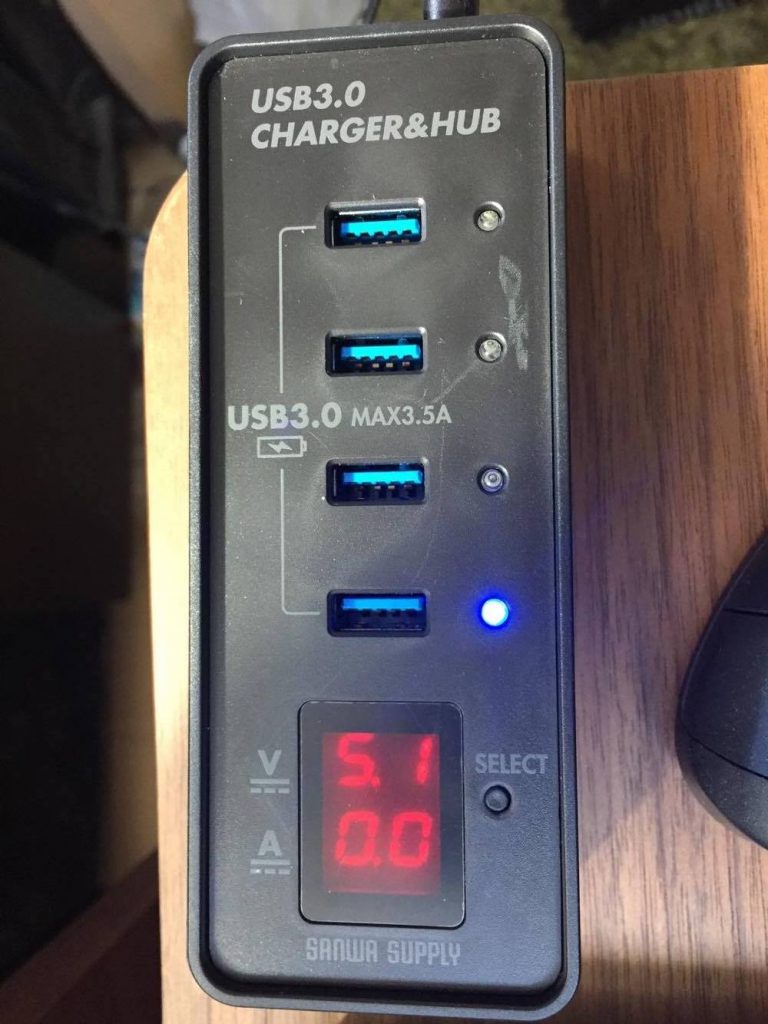 USB3.0
CHARGER&HUB
USB3.0 MAX3.5A
V
5.1
SELECT
A
0.0
SANWA SUPPLY